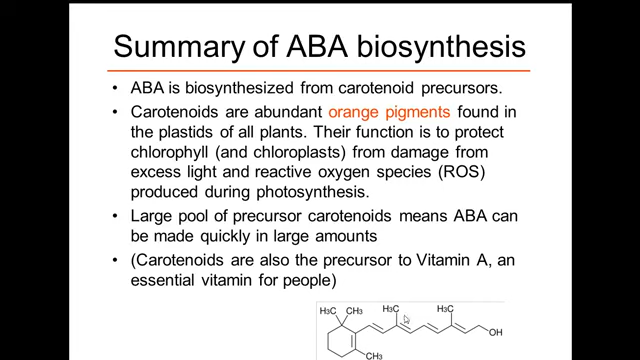 Summary of ABA biosynthesis
• ABA is biosynthesized from carotenoid precursors.
• Carotenoids are abundant orange pigments found in
the plastids of all plants. Their function is to protect
chlorophyll (and chloroplasts) from damage from
excess light and reactive oxygen species (ROS)
produced during photosynthesis.
• Large pool of precursor carotenoids means ABA can
be made quickly in large amounts
• (Carotenoids are also the precursor to Vitamin A, an
essential vitamin for people)
H3C CH3 H3C H3C
OH
CH3